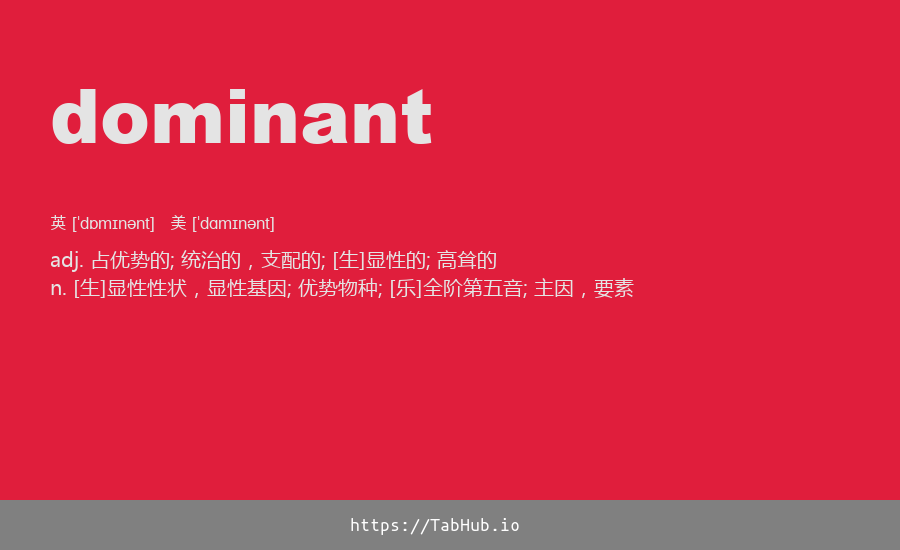 dominant
英 [ˈdɒmɪnənt] 美 [ˈdɑmɪnənt]
adj. 占优势的; 统治的，支配的; [生]显性的; 高耸的
n. [生]显性性状，显性基因; 优势物种; [乐]全阶第五音; 主因，要素
https://TabHub.io